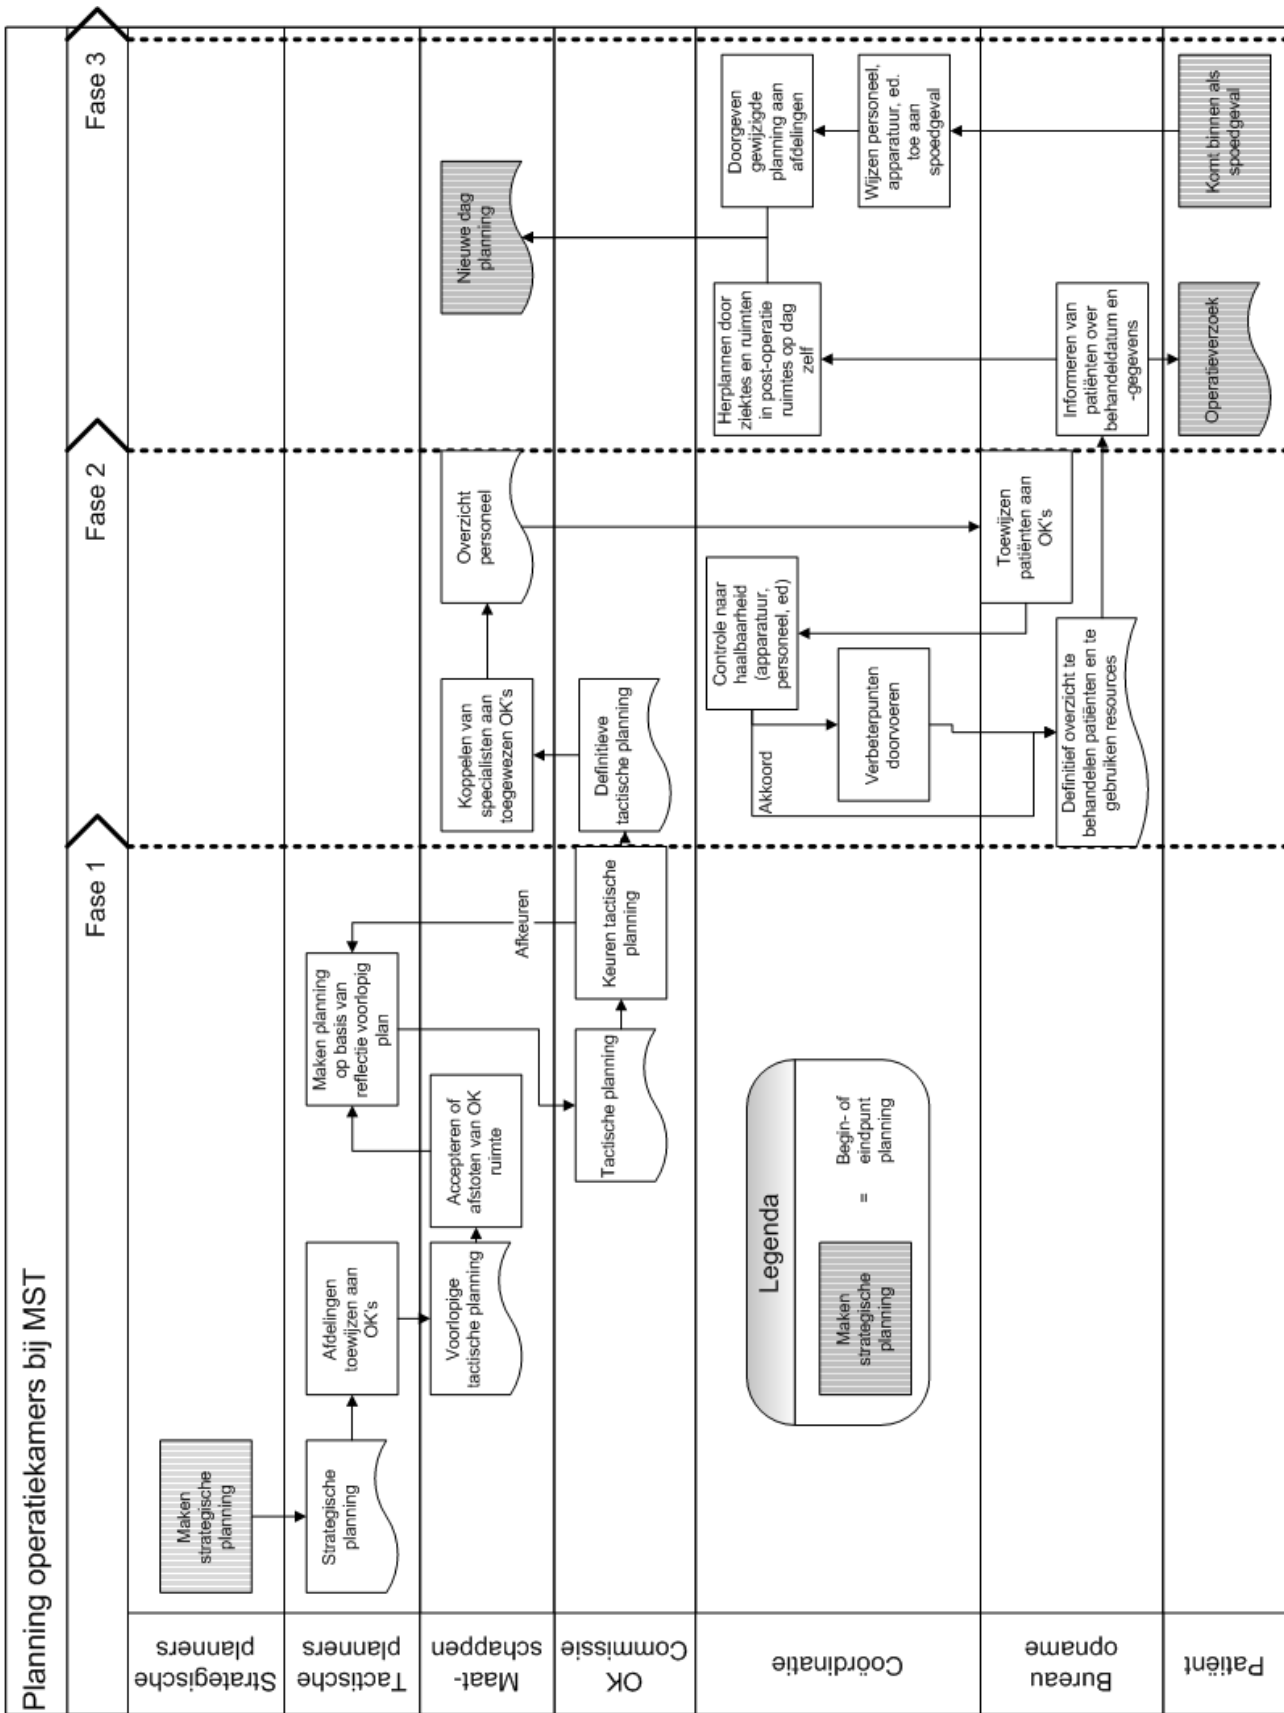 Planning operatiekamers bij MST
Fase 1
Fase 2
Fase 3
Strategische
planners
Maken
strategische
planning
Tactische
planners
Strategische
planning
Afdelingen
toewijzen aan
OK's
Maken planning
op basis van
reflectie voorlopig
plan
Maat-
schappen
Voorlopige
tactische planning
Accepteren of
afstoten van OK
ruimte
Koppelen van
specialisten aan
toegewezen OK's
Overzicht
personeel
Nieuwe dag
planning
Afkeuren
OK
Commissie
Tactische planning
Keuren tactische
planning
Definitieve
tactische planning
Coördinatie
Legenda
Maken
strategische
planning
=
Begin- of
eindpunt
planning
Akkoord
Controle naar
haalbaarheid
(apparatuur,
personeel, ed)
Verbeterpunten
doorvoeren
Herplannen door
ziektes en ruimten
in post-operatie
ruimtes op dag
zelf
Doorgeven
gewijzigde
planning aan
afdelingen
Wijzen personeel,
apparatuur, ed.
toe aan
spoedgeval
Bureau
opname
Definitief overzicht te
behandelen patiënten en te
gebruiken resources
Toewijzen
patiënten aan
OK's
Informeren van
patiënten over
behandeldatum en
-gegevens
Patiënt
Operatieverzoek
Komt binnen als
spoedgeval